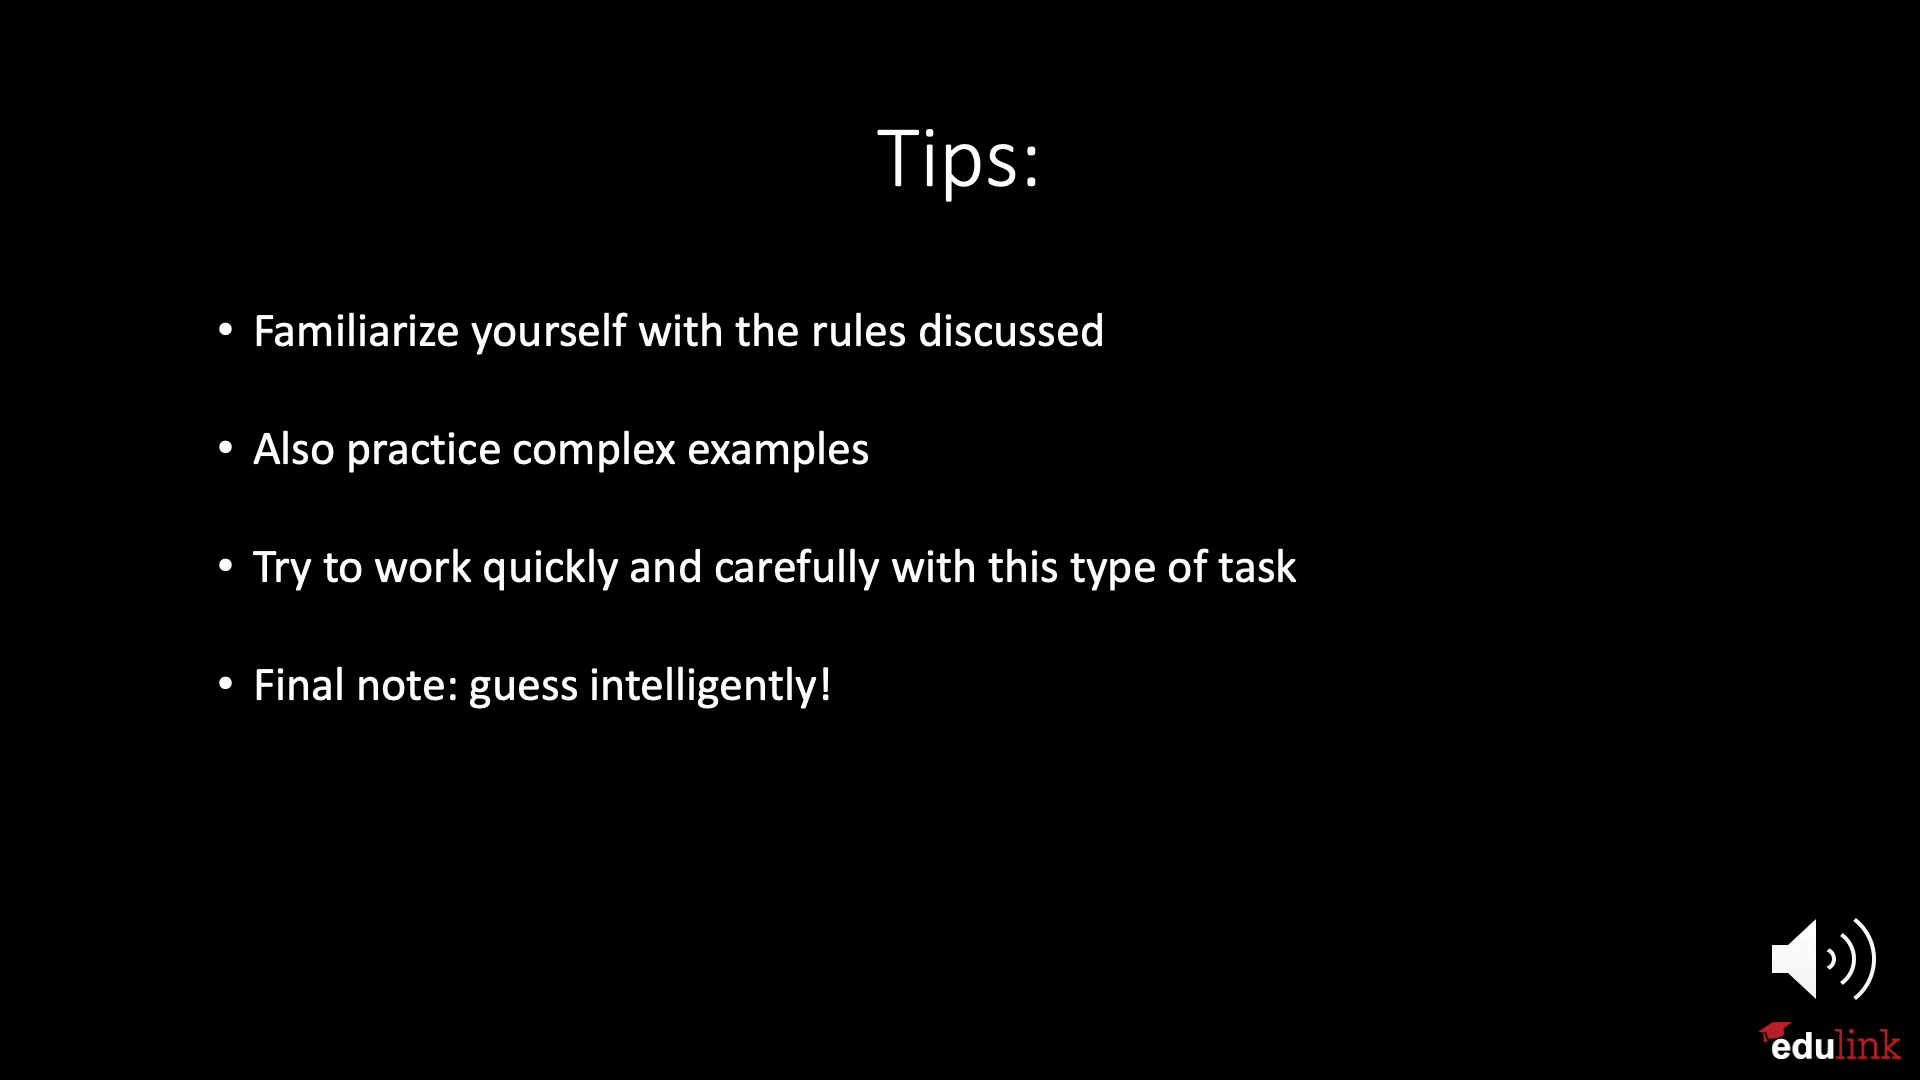 Tips:
• Familiarize yourself with the rules discussed
• Also practice complex examples
• Try to work quickly and carefully with this type of task
• Final note: guess intelligently!
edulink